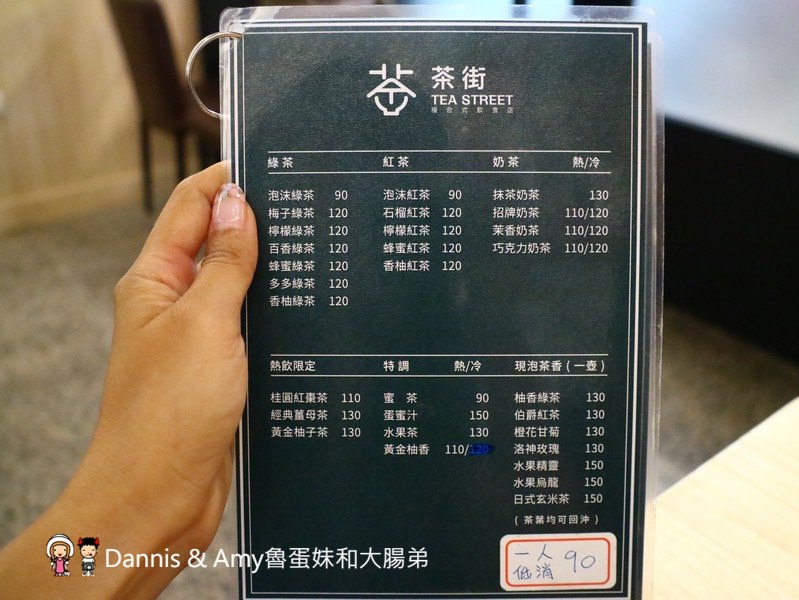 茶街
TEA STREET
複合式飲食店
綠茶
泡沫綠茶 90
梅子綠茶 120
檸檬綠茶 120
百香綠茶 120
蜂蜜綠茶 120
多多綠茶 120
香柚綠茶 120
紅茶
泡沫紅茶 90
石榴紅茶 120
檸檬紅茶 120
蜂蜜紅茶 120
香柚紅茶 120
奶茶 熱/冷
抹茶奶茶 130
招牌奶茶 110/120
茉香奶茶 110/120
巧克力奶茶 110/120
熱飲限定
桂圓紅棗茶 110
經典薑母茶 130
黃金柚子茶 130
特調 熱/冷
蜜 茶 90
蛋蜜汁 150
水果茶 130
黃金柚香 110/120
現泡茶香(一壺)
柚香綠茶 130
伯爵紅茶 130
橙花甘菊 130
洛神玫瑰 130
水果精靈 150
水果烏龍 150
日式玄米茶 150
(茶葉均可回沖)
一人
低消 90
Dannis & Amy魯蛋妹和大腸弟